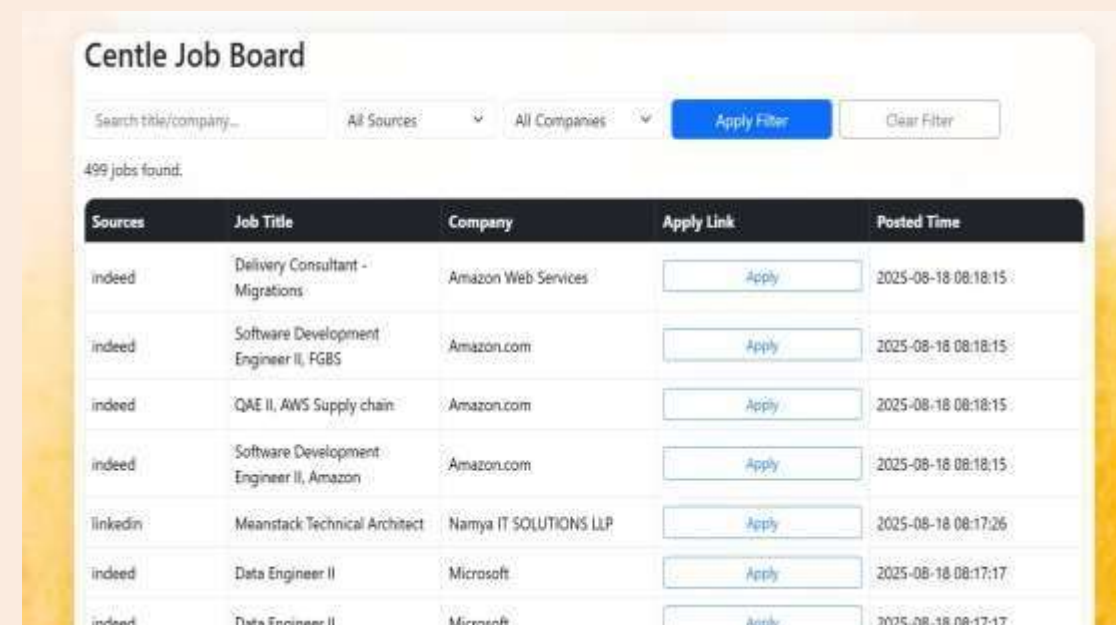 Centle Job Board
Search title/company... All Sources All Companies Apply Filter Clear Filter
499 jobs found.
Sources Job Title Company Apply Link Posted Time
indeed Delivery Consultant - Migrations Amazon Web Services Apply 2025-08-18 08:18:15
indeed Software Development Engineer II, FGBS Amazon.com Apply 2025-08-18 08:18:15
indeed QAE II, AWS Supply chain Amazon.com Apply 2025-08-18 08:18:15
indeed Software Development Engineer II, Amazon Amazon.com Apply 2025-08-18 08:18:15
linkedin Meanstack Technical Architect Namya IT SOLUTIONS LLP Apply 2025-08-18 08:17:26
indeed Data Engineer II Microsoft Apply 2025-08-18 08:17:17
indeed Data Engineer II Microsoft Apply 2025-08-18 08:17:17